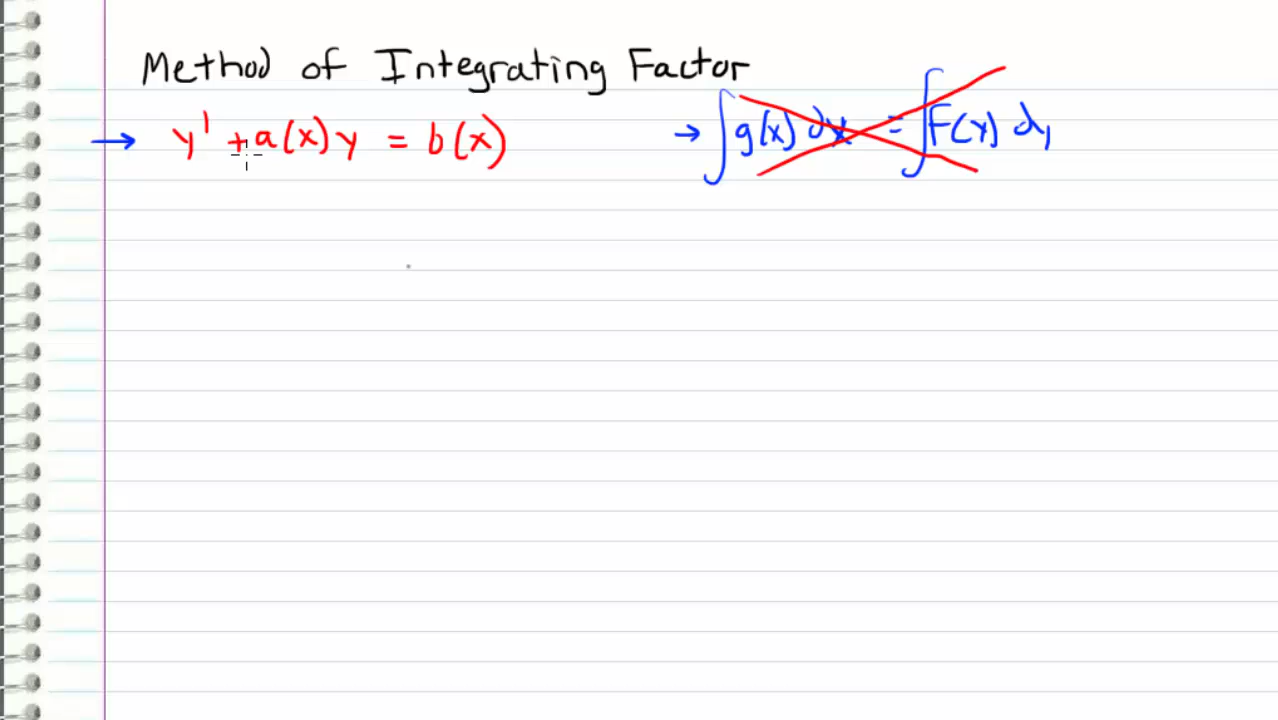 Method of Integrating Factor
→ y' + a(x) y = b(x)
→ ∫ g(x) dx = ∫ F(y) dy